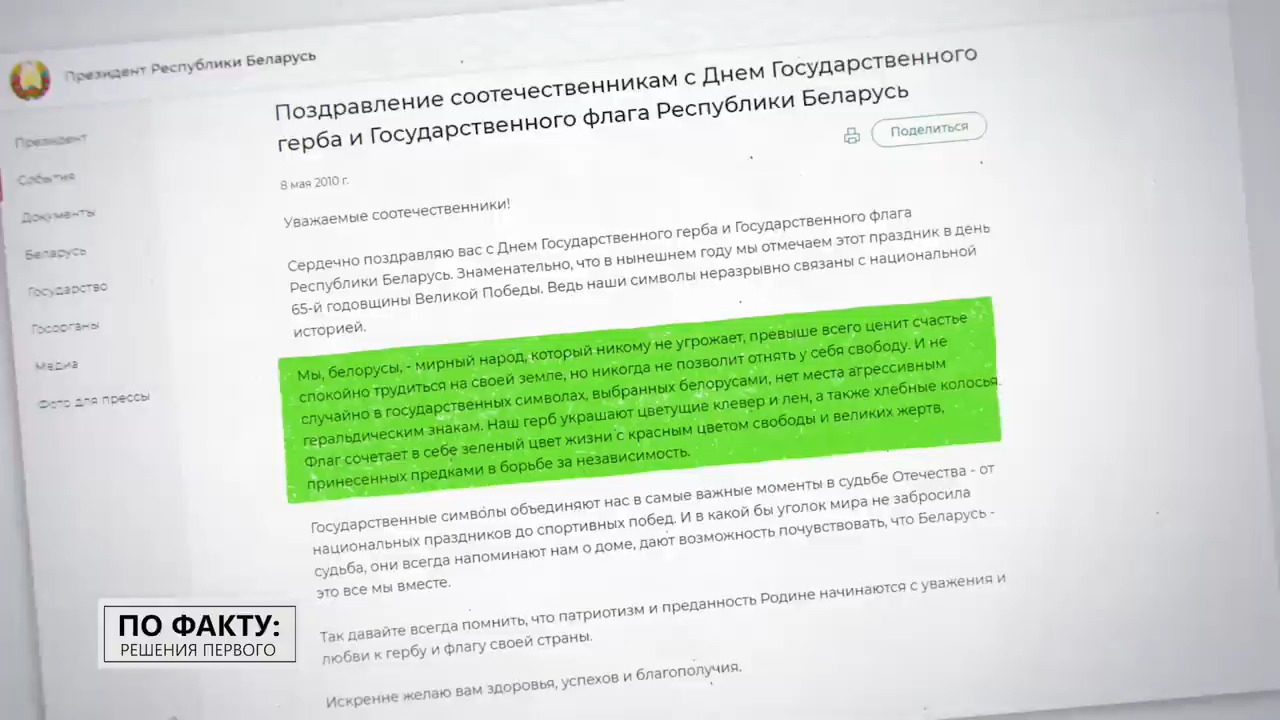 Президент Республики Беларусь
Президент
События
Документы
Беларусь
Государство
Госорганы
Медиа
Фото для прессы
Поздравление соотечественникам с Днем Государственного
герба и Государственного флага Республики Беларусь
Поделиться
8 мая 2010 г.
Уважаемые соотечественники!
Сердечно поздравляю вас с Днем Государственного герба и Государственного флага
Республики Беларусь. Знаменательно, что в нынешнем году мы отмечаем этот праздник в день
65-й годовщины Великой Победы. Ведь наши символы неразрывно связаны с национальной
историей.
Мы, белорусы, - мирный народ, который никому не угрожает, превыше всего ценит счастье
спокойно трудиться на своей земле, но никогда не позволит отнять у себя свободу. И не
случайно в государственных символах, выбранных белорусами, нет места агрессивным
геральдическим знакам. Наш герб украшают цветущие клевер и лен, а также хлебные колосья.
Флаг сочетает в себе зеленый цвет жизни с красным цветом свободы и великих жертв,
принесенных предками в борьбе за независимость.
Государственные символы объединяют нас в самые важные моменты в судьбе Отечества - от
национальных праздников до спортивных побед. И в какой бы уголок мира не забросила
судьба, они всегда напоминают нам о доме, дают возможность почувствовать, что Беларусь -
это все мы вместе.
Так давайте всегда помнить, что патриотизм и преданность Родине начинаются с уважения и
любви к гербу и флагу своей страны.
Искренне желаю вам здоровья, успехов и благополучия.
ПО ФАКТУ:
РЕШЕНИЯ ПЕРВОГО